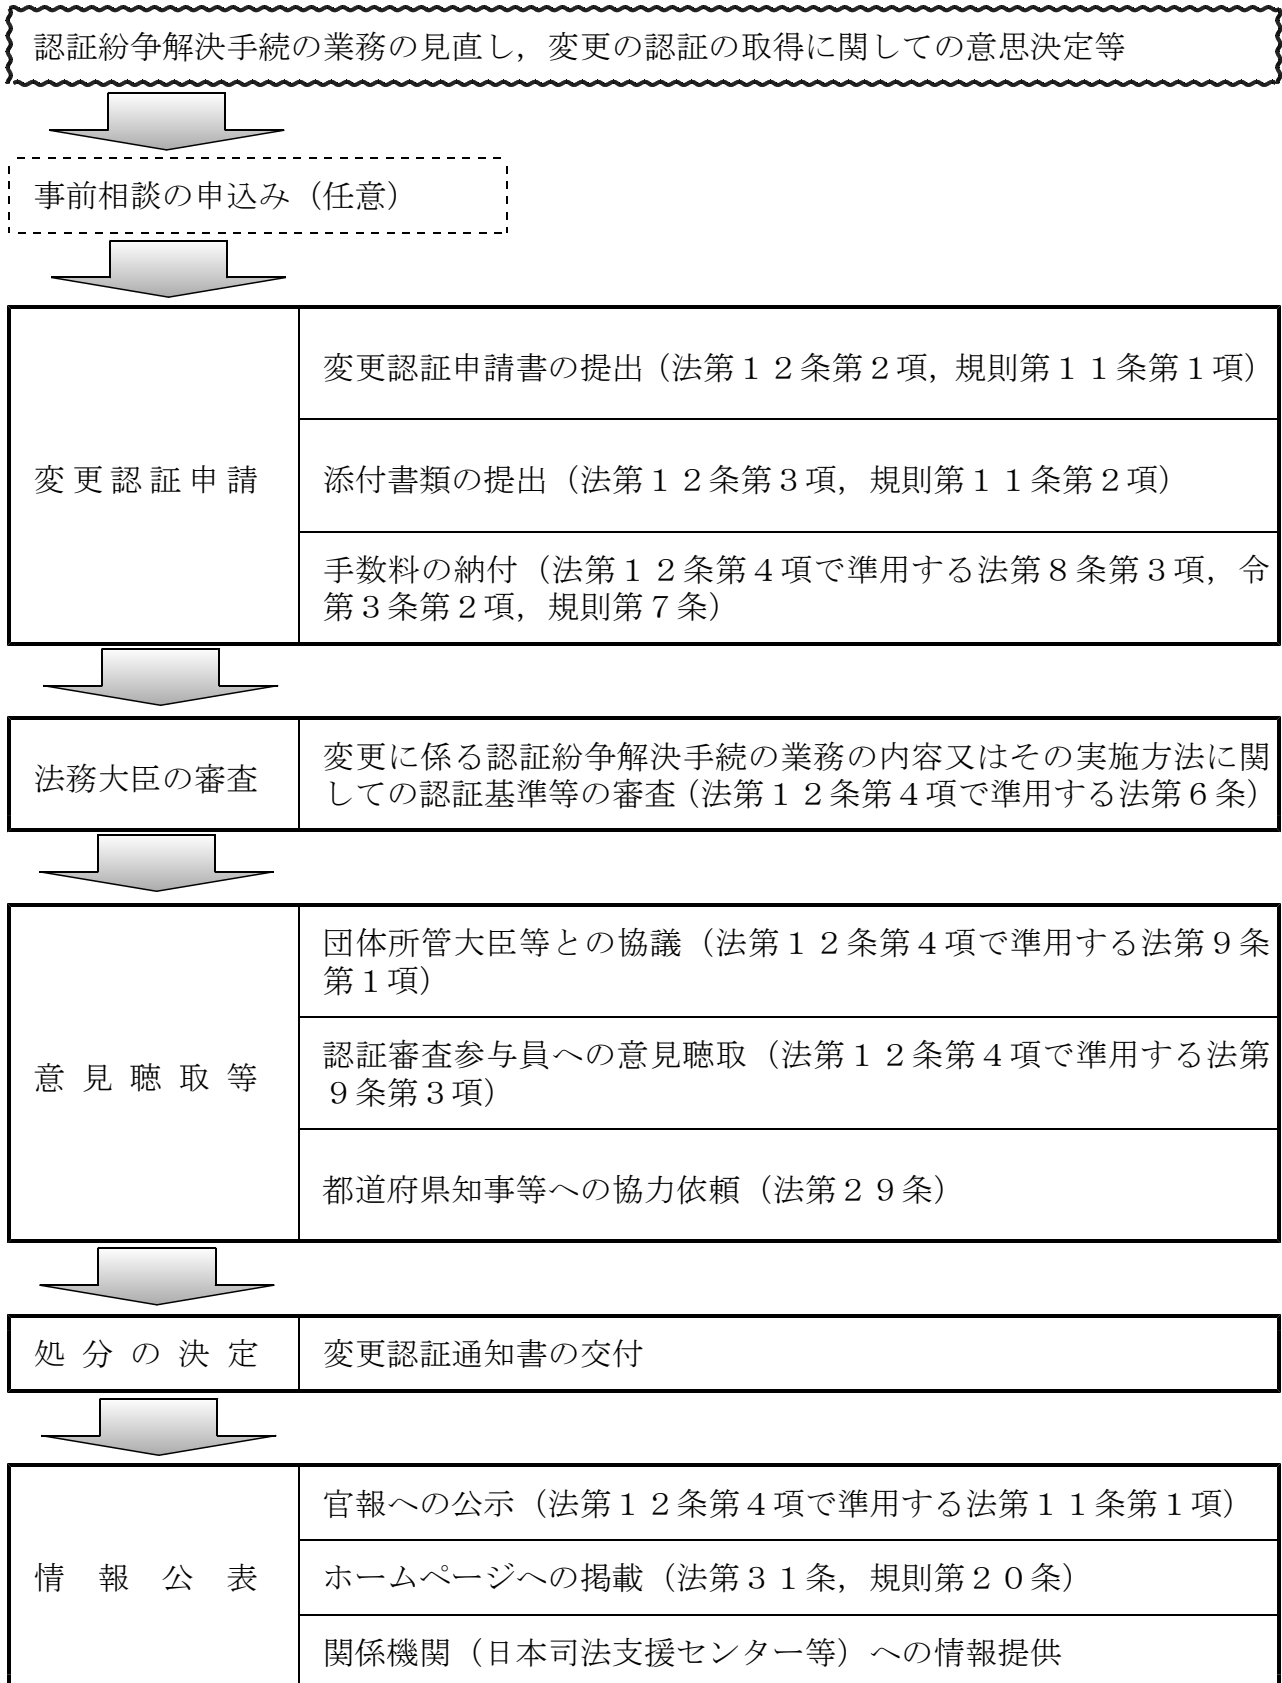 認証紛争解決手続の業務の見直し，変更の認証の取得に関しての意思決定等
事前相談の申込み（任意）
変更認証申請
変更認証申請書の提出（法第１２条第２項，規則第１１条第１項）
添付書類の提出（法第１２条第３項，規則第１１条第２項）
手数料の納付（法第１２条第４項で準用する法第８条第３項，令
第３条第２項，規則第７条）
法務大臣の審査
変更に係る認証紛争解決手続の業務の内容又はその実施方法に関
しての認証基準等の審査（法第１２条第４項で準用する法第６条）
意見聴取等
団体所管大臣等との協議（法第１２条第４項で準用する法第９条
第１項）
認証審査参与員への意見聴取（法第１２条第４項で準用する法第
９条第３項）
都道府県知事等への協力依頼（法第２９条）
処分の決定
変更認証通知書の交付
情報公表
官報への公示（法第１２条第４項で準用する法第１１条第１項）
ホームページへの掲載（法第３１条，規則第２０条）
関係機関（日本司法支援センター等）への情報提供